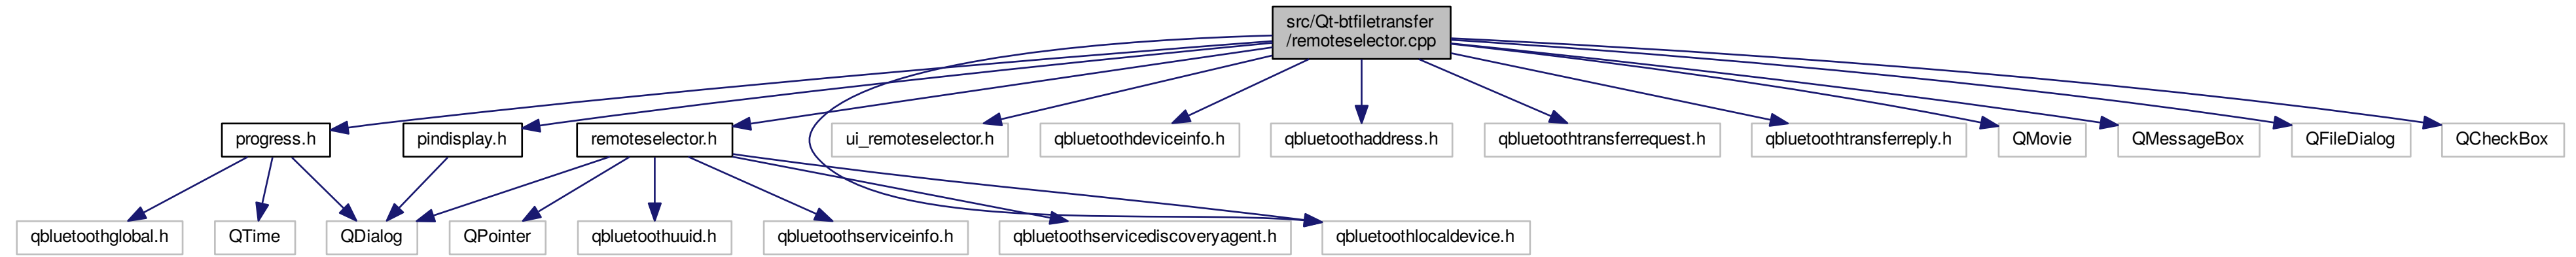 src/Qt-btfiletransfer
/remoteselector.cpp
progress.h
pindisplay.h
remoteselector.h
ui_remoteselector.h
qbluetoothdeviceinfo.h
qbluetoothaddress.h
qbluetoothtransferrequest.h
qbluetoothtransferreply.h
QMovie
QMessageBox
QFileDialog
QCheckBox
qbluetoothglobal.h
QTime
QDialog
QPointer
qbluetoothuuid.h
qbluetoothserviceinfo.h
qbluetoothservicediscoveryagent.h
qbluetoothlocaldevice.h